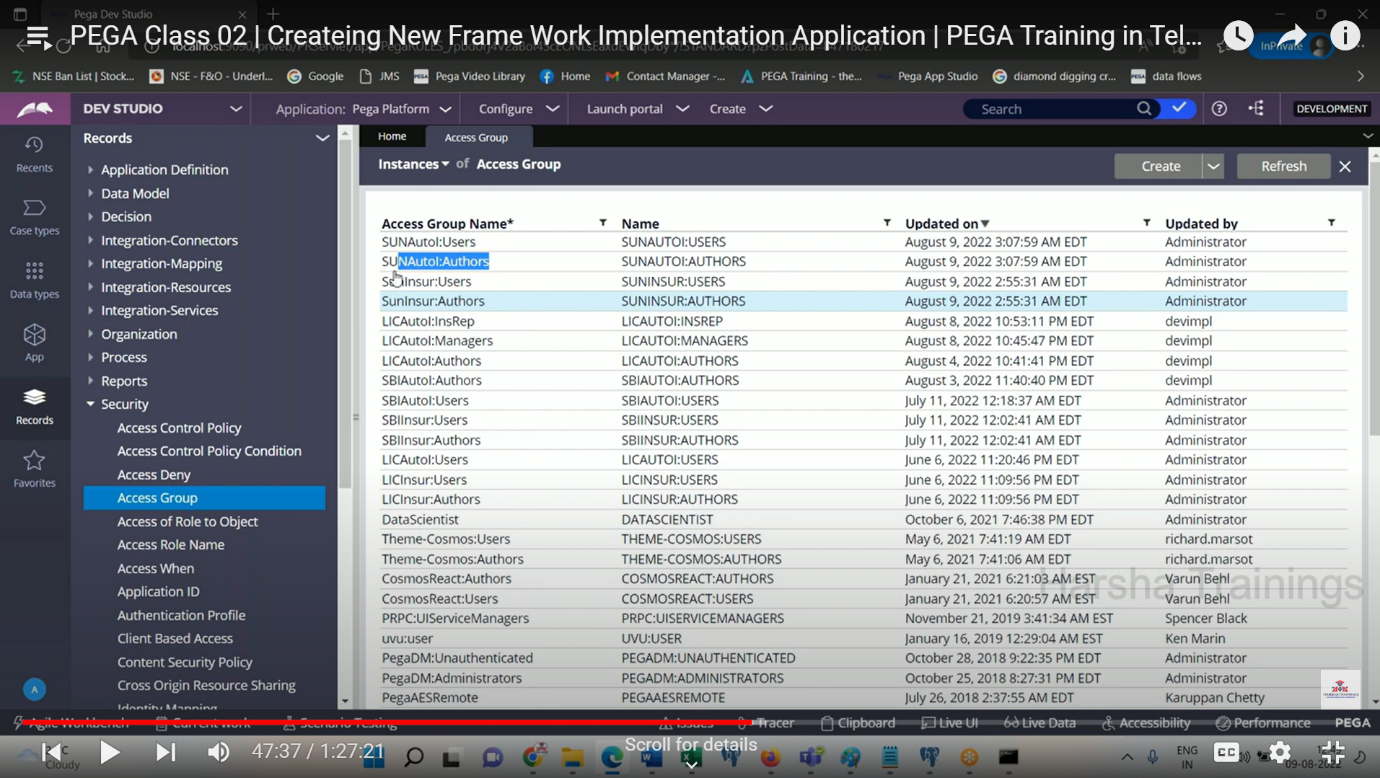 Pega Dev Studio
PEGA Class 02 | Createing New Frame Work Implementation Application | PEGA Training in Tel...
InPrivate
NSE Ban List | Stock...
NSE - F&O - Underl...
Google
JMS
Pega Video Library
Home
Contact Manager -...
PEGA Training - the...
Pega App Studio
diamond digging cr...
data flows
DEV STUDIO
Application: Pega Platform
Configure
Launch portal
Create
Search
DEVELOPMENT
Recents
Case types
Data types
App
Records
Favorites
A
Records
Application Definition
Data Model
Decision
Integration-Connectors
Integration-Mapping
Integration-Resources
Integration-Services
Organization
Process
Reports
Security
Access Control Policy
Access Control Policy Condition
Access Deny
Access Group
Access of Role to Object
Access Role Name
Access When
Application ID
Authentication Profile
Client Based Access
Content Security Policy
Cross Origin Resource Sharing
Identity Mapping
Home
Access Group
Instances of Access Group
Create
Refresh
Access Group Name* Name Updated on Updated by
SUNAutoI:Users SUNAUTOI:USERS August 9, 2022 3:07:59 AM EDT Administrator
SUNAutoI:Authors SUNAUTOI:AUTHORS August 9, 2022 3:07:59 AM EDT Administrator
SunInsur:Users SUNINSUR:USERS August 9, 2022 2:55:31 AM EDT Administrator
SunInsur:Authors SUNINSUR:AUTHORS August 9, 2022 2:55:31 AM EDT Administrator
LICAutoI:InsRep LICAUTOI:INSREP August 8, 2022 10:53:11 PM EDT devimpl
LICAutoI:Managers LICAUTOI:MANAGERS August 8, 2022 10:45:47 PM EDT devimpl
LICAutoI:Authors LICAUTOI:AUTHORS August 4, 2022 10:41:41 PM EDT devimpl
SBIAutoI:Authors SBIAUTOI:AUTHORS August 3, 2022 11:40:40 PM EDT devimpl
SBIAutoI:Users SBIAUTOI:USERS July 11, 2022 12:18:37 AM EDT Administrator
SBIInsur:Users SBIINSUR:USERS July 11, 2022 12:02:41 AM EDT Administrator
SBIInsur:Authors SBIINSUR:AUTHORS July 11, 2022 12:02:41 AM EDT Administrator
LICAutoI:Users LICAUTOI:USERS June 6, 2022 11:20:46 PM EDT Administrator
LICInsur:Users LICINSUR:USERS June 6, 2022 11:09:56 PM EDT Administrator
LICInsur:Authors LICINSUR:AUTHORS June 6, 2022 11:09:56 PM EDT Administrator
DataScientist DATASCIENTIST October 6, 2021 7:46:38 PM EDT Administrator
Theme-Cosmos:Users THEME-COSMOS:USERS May 6, 2021 7:41:19 AM EDT richard.marsot
Theme-Cosmos:Authors THEME-COSMOS:AUTHORS May 6, 2021 7:41:06 AM EDT richard.marsot
CosmosReact:Authors COSMOSREACT:AUTHORS January 21, 2021 6:21:03 AM EST Varun Behl
CosmosReact:Users COSMOSREACT:USERS January 21, 2021 6:20:57 AM EST Varun Behl
PRPC:UIServiceManagers PRPC:UISERVICEMANAGERS November 21, 2019 3:41:34 AM EST Spencer Black
uvu:user UVU:USER January 16, 2019 12:29:04 AM EST Ken Marin
PegaDM:Unauthenticated PEGADM:UNAUTHENTICATED October 28, 2018 9:22:35 PM EDT Administrator
PegaDM:Administrators PEGADM:ADMINISTRATORS October 25, 2018 8:27:31 PM EDT Administrator
PegaAESRemote PEGAAESREMOTE July 26, 2018 2:37:55 AM EDT Karuppan Chetty
Harsha Trainings
Agile Workbench
Current work
Scenario Testing
Issues
Tracer
Clipboard
Live UI
Live Data
Accessibility
Performance
PEGA
47:37 / 1:27:21
Scroll for details
Cloudy
ENG
IN
CC
09-08-2022